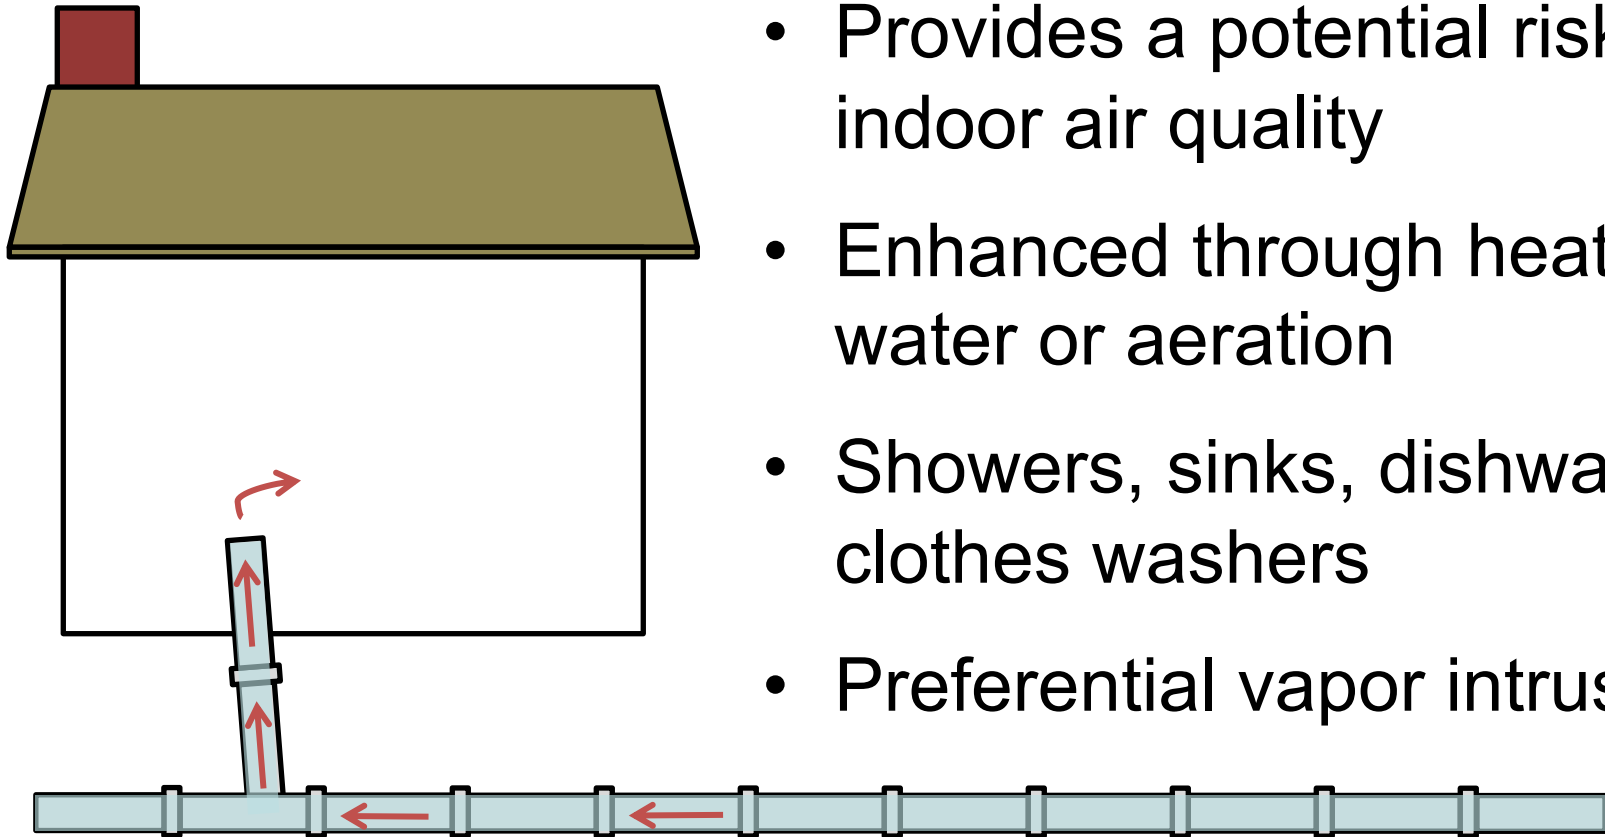 • Provides a potential risk
indoor air quality
• Enhanced through heat
water or aeration
• Showers, sinks, dishwa
clothes washers
• Preferential vapor intrus